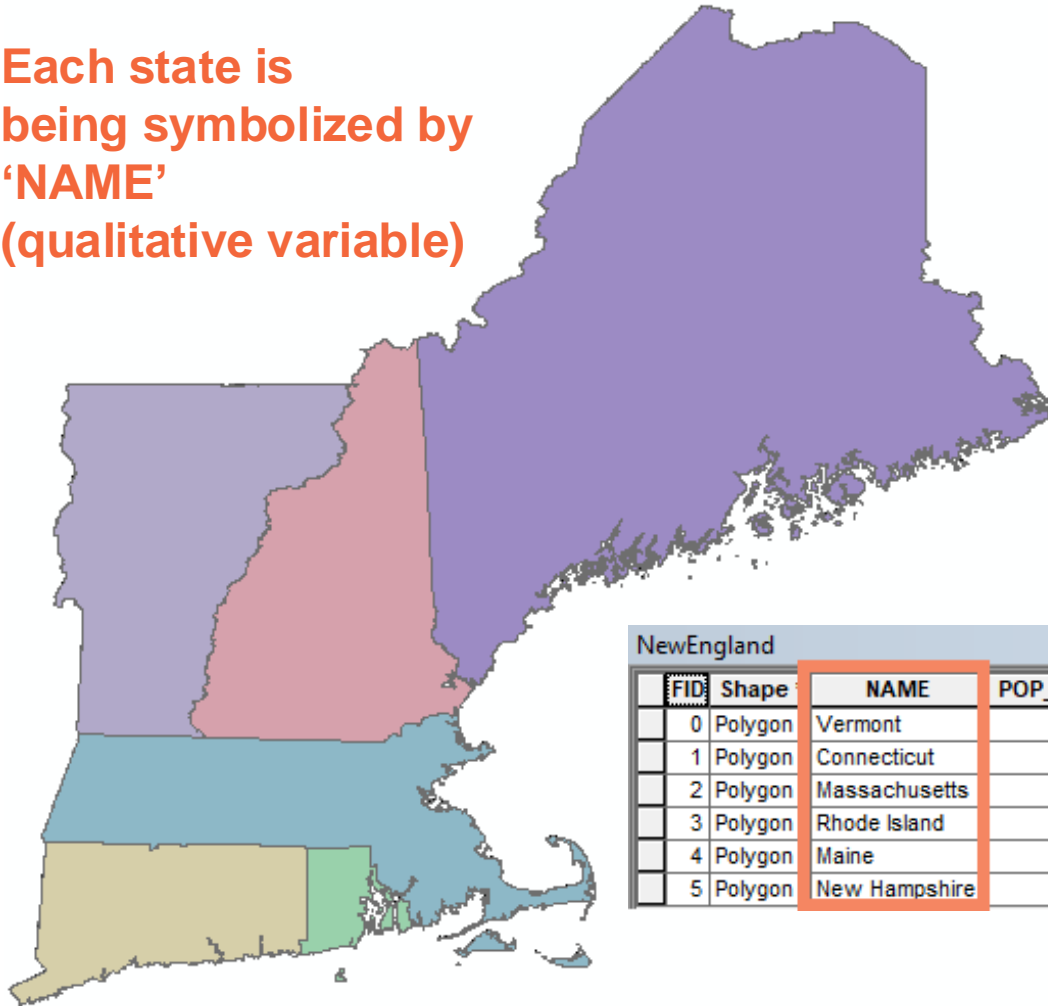 Each state is
being symbolized by
‘NAME’
(qualitative variable)
NewEngland
FID Shape * NAME POP_
0 Polygon Vermont
1 Polygon Connecticut
2 Polygon Massachusetts
3 Polygon Rhode Island
4 Polygon Maine
5 Polygon New Hampshire